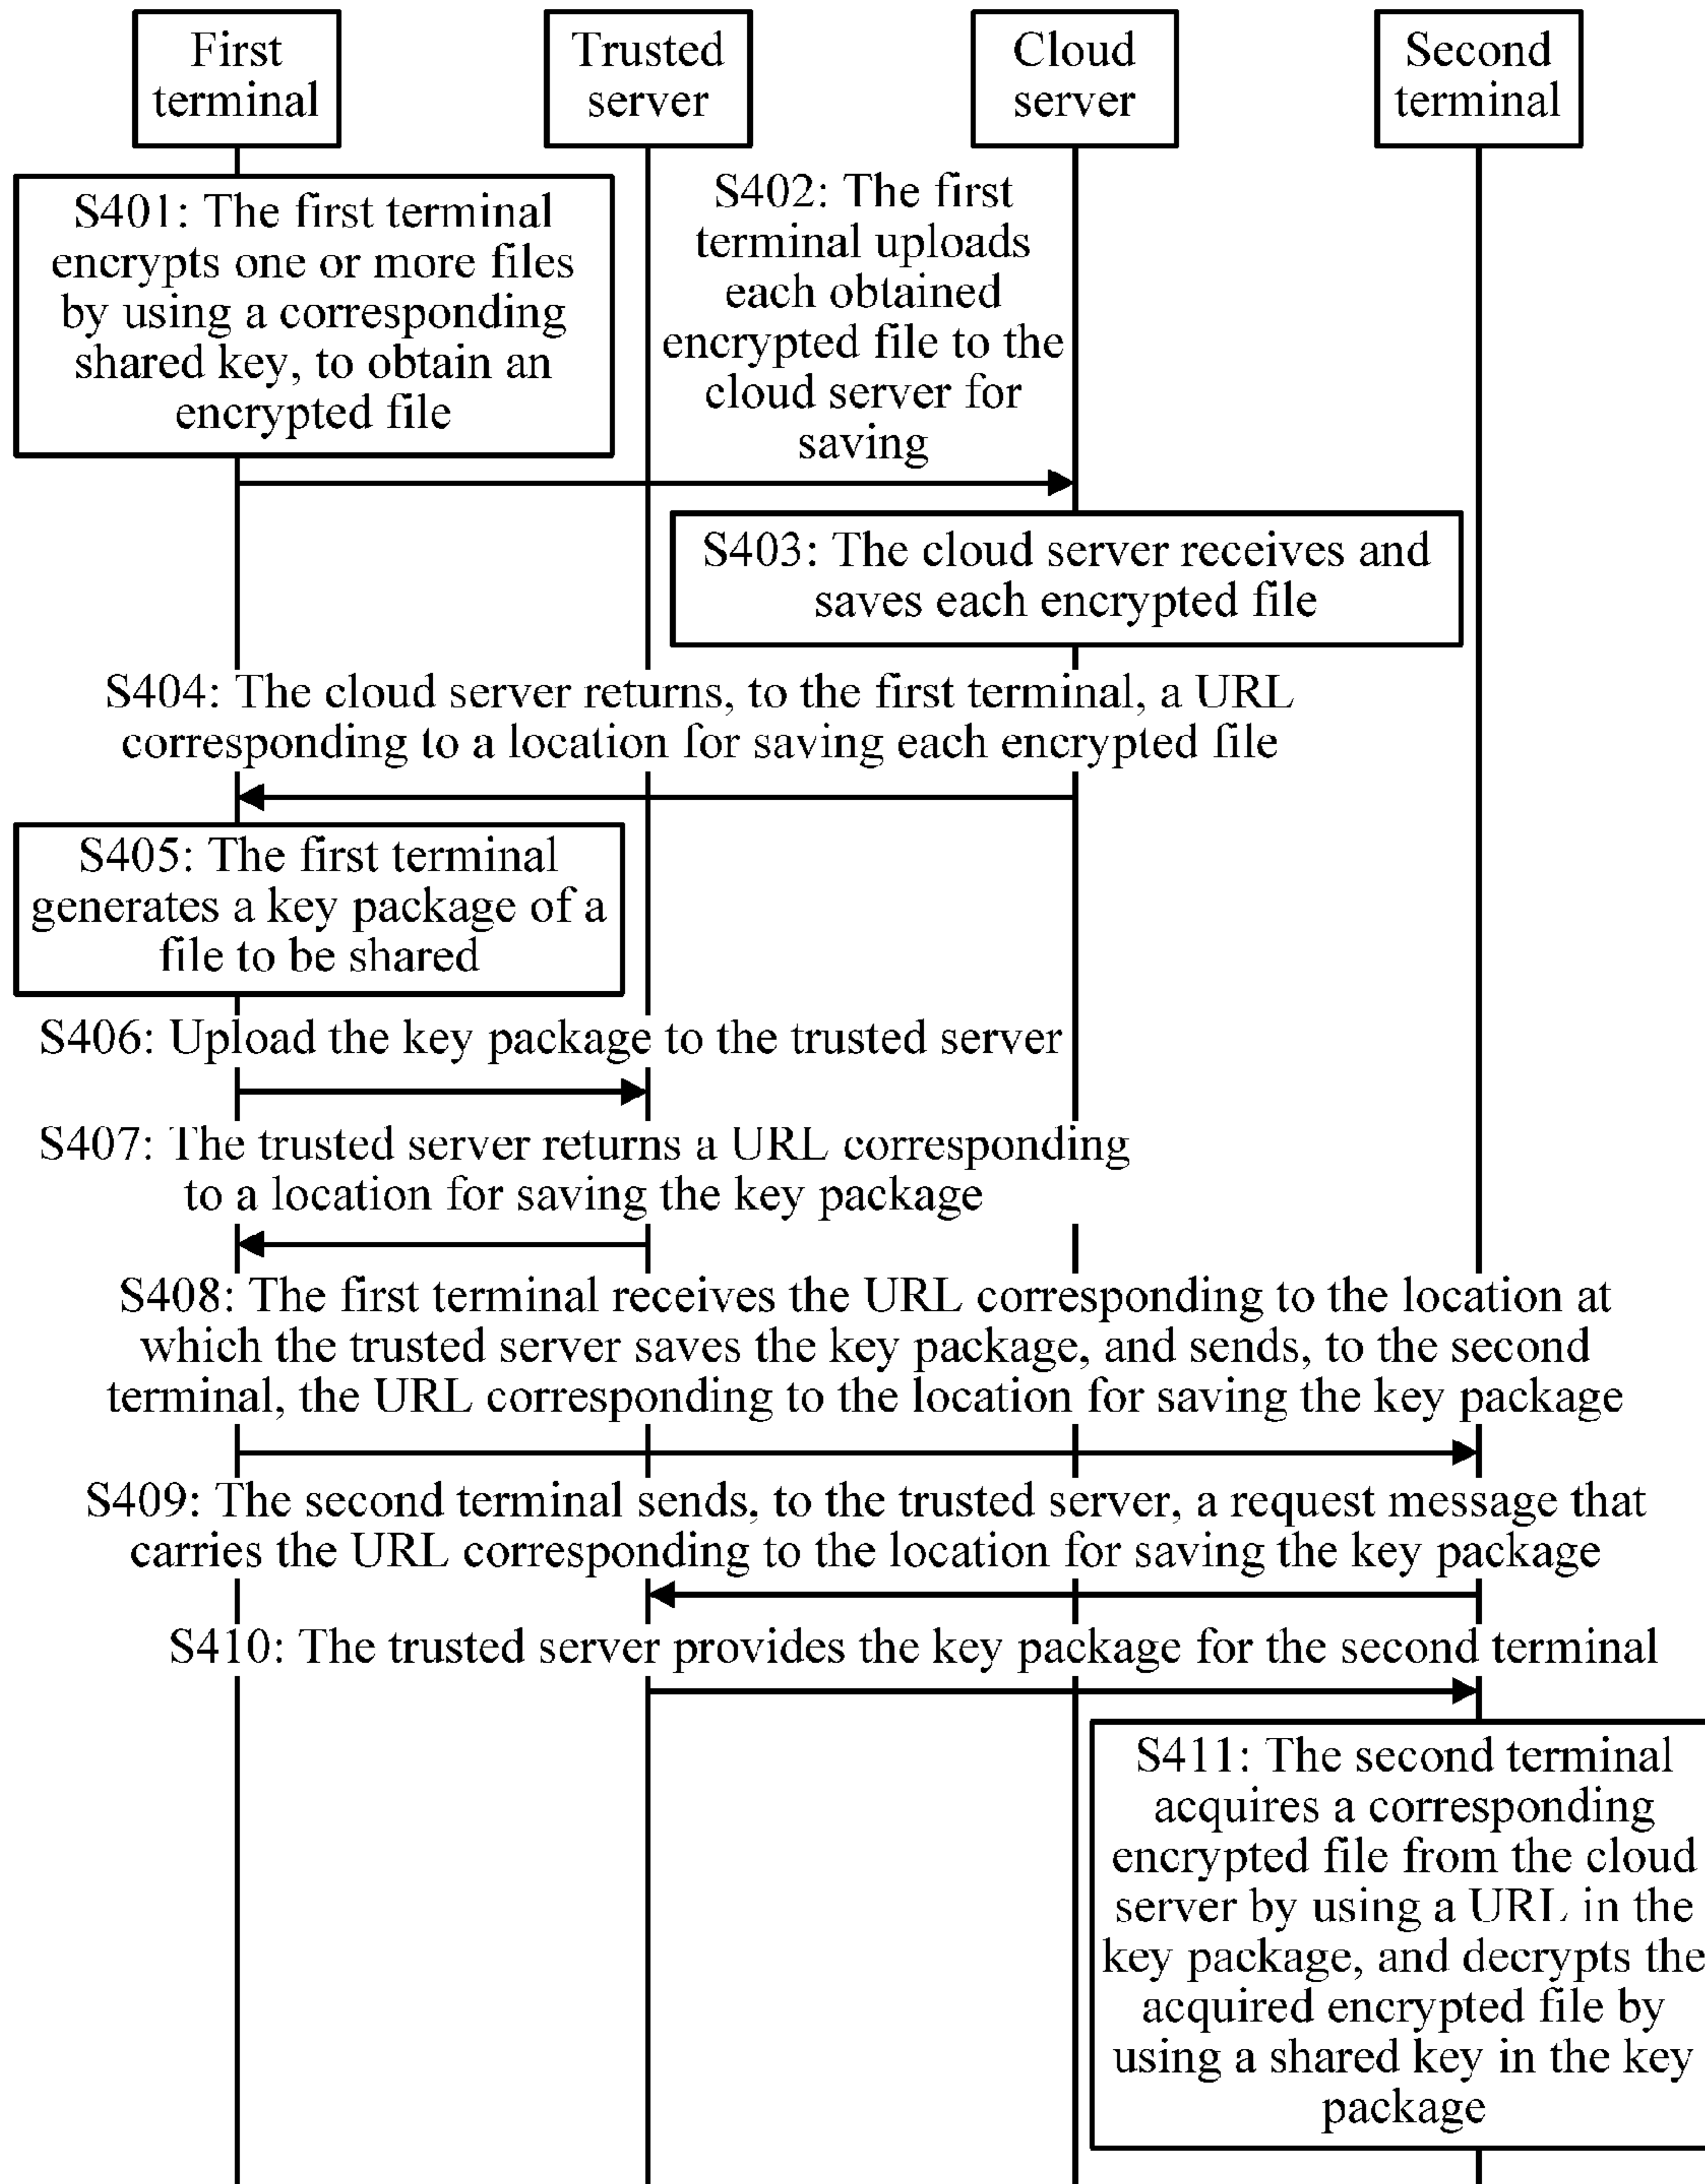 First
terminal
Trusted
server
Cloud
server
Second
terminal
S401: The first terminal
encrypts one or more files
by using a corresponding
shared key, to obtain an
encrypted file
S402: The first
terminal uploads
each obtained
encrypted file to the
cloud server for
saving
S403: The cloud server receives and
saves each encrypted file
S404: The cloud server returns, to the first terminal, a URL
corresponding to a location for saving each encrypted file
S405: The first terminal
generates a key package of a
file to be shared
S406: Upload the key package to the trusted server
S407: The trusted server returns a URL corresponding
to a location for saving the key package
S408: The first terminal receives the URL corresponding to the location at
which the trusted server saves the key package, and sends, to the second
terminal, the URL corresponding to the location for saving the key package
S409: The second terminal sends, to the trusted server, a request message that
carries the URL corresponding to the location for saving the key package
S410: The trusted server provides the key package for the second terminal
S411: The second terminal
acquires a corresponding
encrypted file from the cloud
server by using a URL in the
key package, and decrypts the
acquired encrypted file by
using a shared key in the key
package